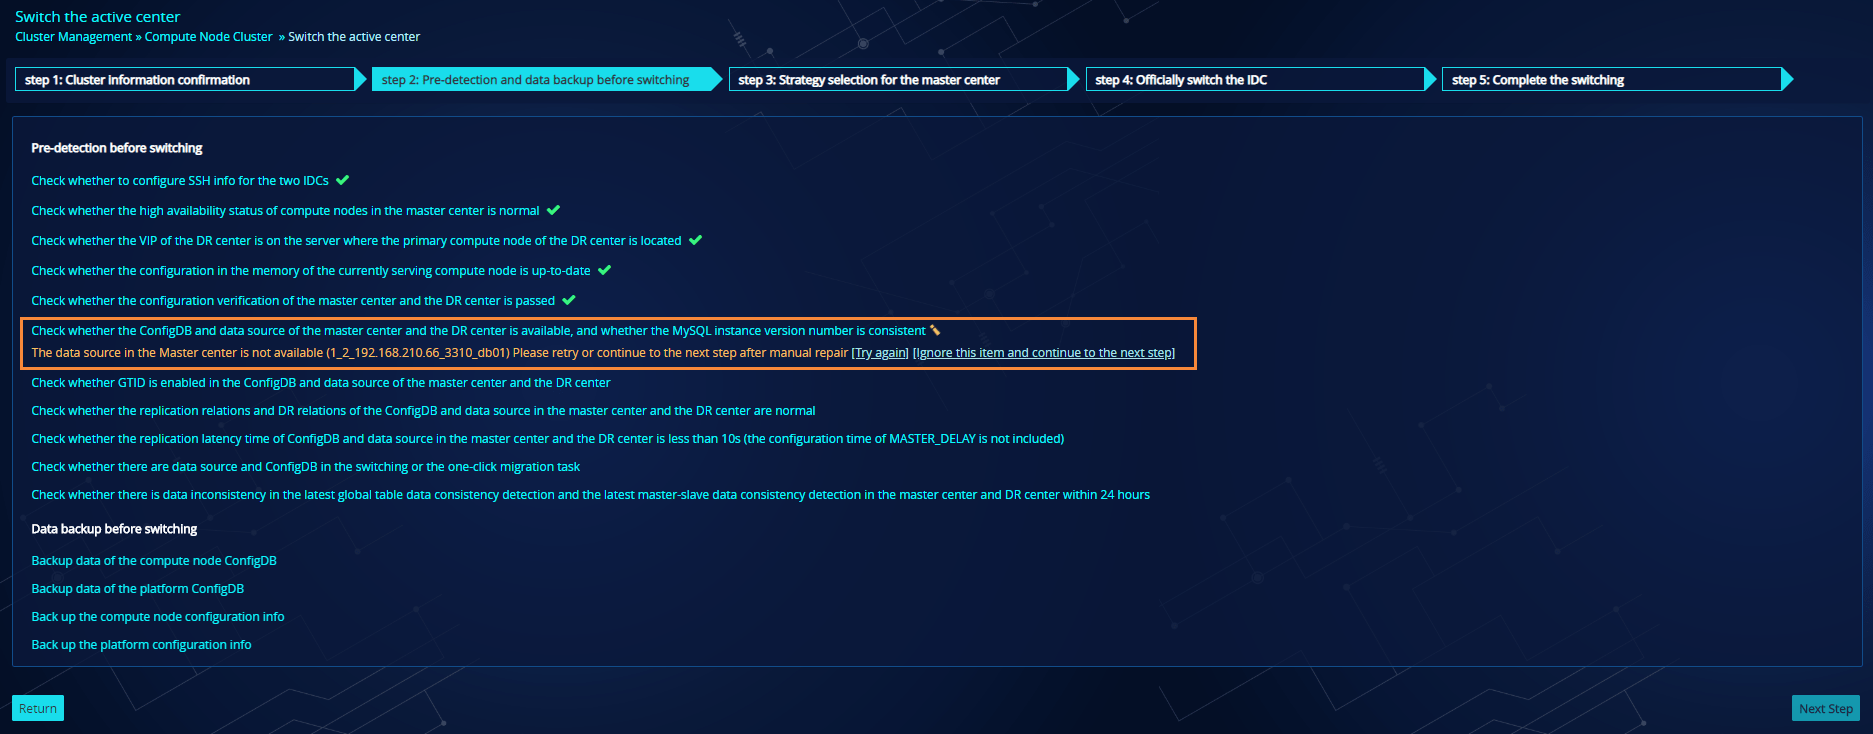 Switch the active center
Cluster Management » Compute Node Cluster » Switch the active center
step 1: Cluster information confirmation
step 2: Pre-detection and data backup before switching
step 3: Strategy selection for the master center
step 4: Officially switch the IDC
step 5: Complete the switching
Pre-detection before switching
Check whether to configure SSH info for the two IDCs
Check whether the high availability status of compute nodes in the master center is normal
Check whether the VIP of the DR center is on the server where the primary compute node of the DR center is located
Check whether the configuration in the memory of the currently serving compute node is up-to-date
Check whether the configuration verification of the master center and the DR center is passed
Check whether the ConfigDB and data source of the master center and the DR center is available, and whether the MySQL instance version number is consistent
The data source in the Master center is not available (1_2_192.168.210.66_3310_db01) Please retry or continue to the next step after manual repair [Try again] [Ignore this item and continue to the next step]
Check whether GTID is enabled in the ConfigDB and data source of the master center and the DR center
Check whether the replication relations and DR relations of the ConfigDB and data source in the master center and the DR center are normal
Check whether the replication latency time of ConfigDB and data source in the master center and the DR center is less than 10s (the configuration time of MASTER_DELAY is not included)
Check whether there are data source and ConfigDB in the switching or the one-click migration task
Check whether there is data inconsistency in the latest global table data consistency detection and the latest master-slave data consistency detection in the master center and DR center within 24 hours
Data backup before switching
Backup data of the compute node ConfigDB
Backup data of the platform ConfigDB
Back up the compute node configuration info
Back up the platform configuration info
Return
Next Step